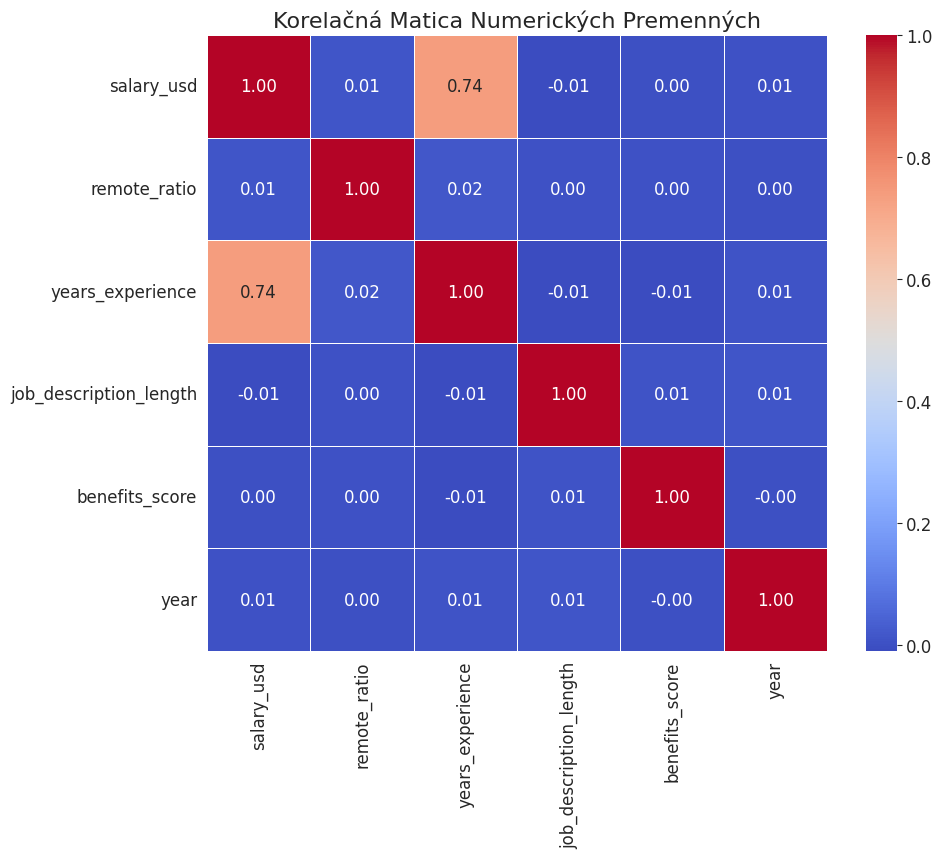 Korelačná Matica Numerických Premenných
salary_usd 1.00 0.01 0.74 -0.01 0.00 0.01
remote_ratio 0.01 1.00 0.02 0.00 0.00 0.00
years_experience 0.74 0.02 1.00 -0.01 -0.01 0.01
job_description_length -0.01 0.00 -0.01 1.00 0.01 0.01
benefits_score 0.00 0.00 -0.01 0.01 1.00 -0.00
year 0.01 0.00 0.01 0.01 -0.00 1.00
salary_usd
remote_ratio
years_experience
job_description_length
benefits_score
year
1.0
0.8
0.6
0.4
0.2
0.0